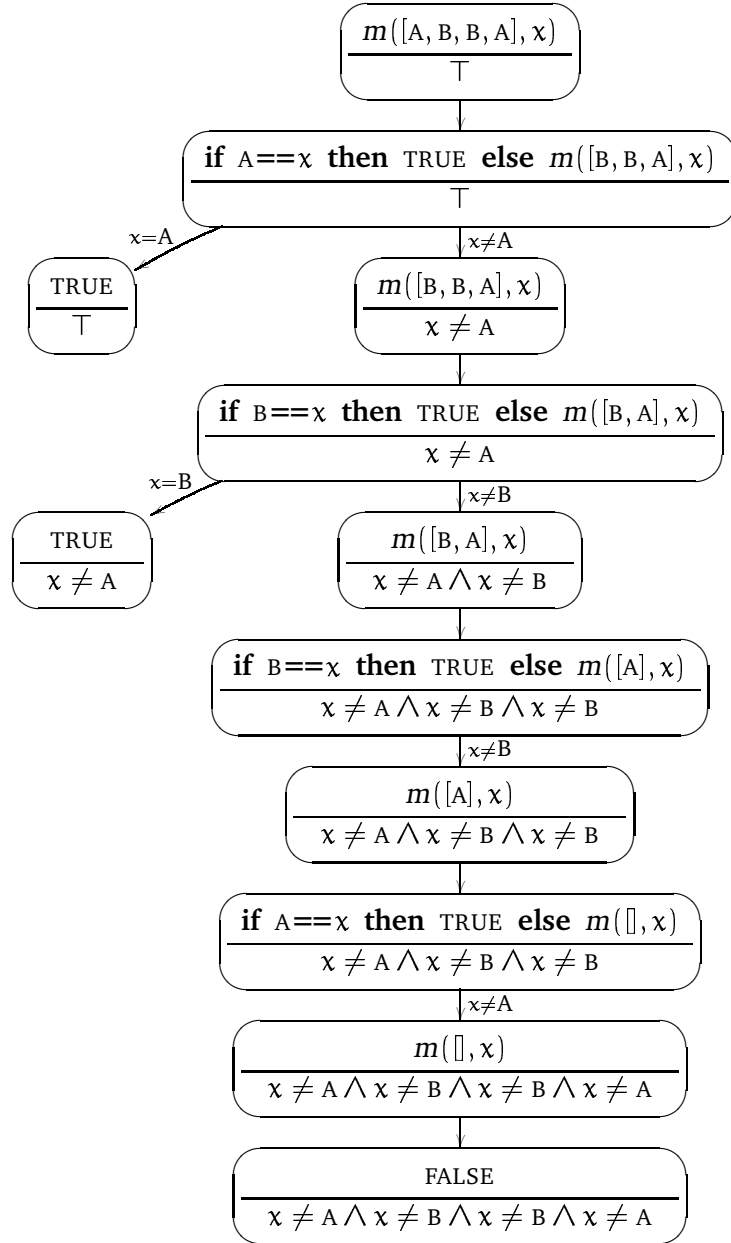 m([A, B, B, A], x)
⊤
if A==x then TRUE else m([B, B, A], x)
⊤
x=A
x≠A
TRUE
⊤
m([B, B, A], x)
x ≠ A
if B==x then TRUE else m([B, A], x)
x ≠ A
x=B
x≠B
TRUE
x ≠ A
m([B, A], x)
x ≠ A ∧ x ≠ B
if B==x then TRUE else m([A], x)
x ≠ A ∧ x ≠ B ∧ x ≠ B
x≠B
m([A], x)
x ≠ A ∧ x ≠ B ∧ x ≠ B
if A==x then TRUE else m([], x)
x ≠ A ∧ x ≠ B ∧ x ≠ B
x≠A
m([], x)
x ≠ A ∧ x ≠ B ∧ x ≠ B ∧ x ≠ A
FALSE
x ≠ A ∧ x ≠ B ∧ x ≠ B ∧ x ≠ A